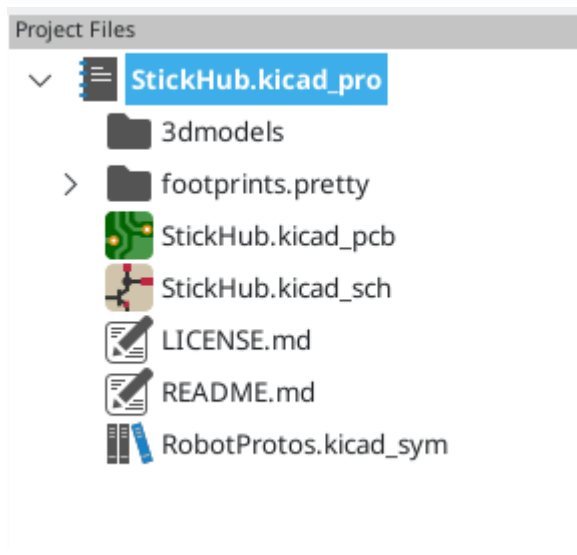 Project Files
StickHub.kicad_pro
3dmodels
footprints.pretty
StickHub.kicad_pcb
StickHub.kicad_sch
LICENSE.md
README.md
RobotProtos.kicad_sym